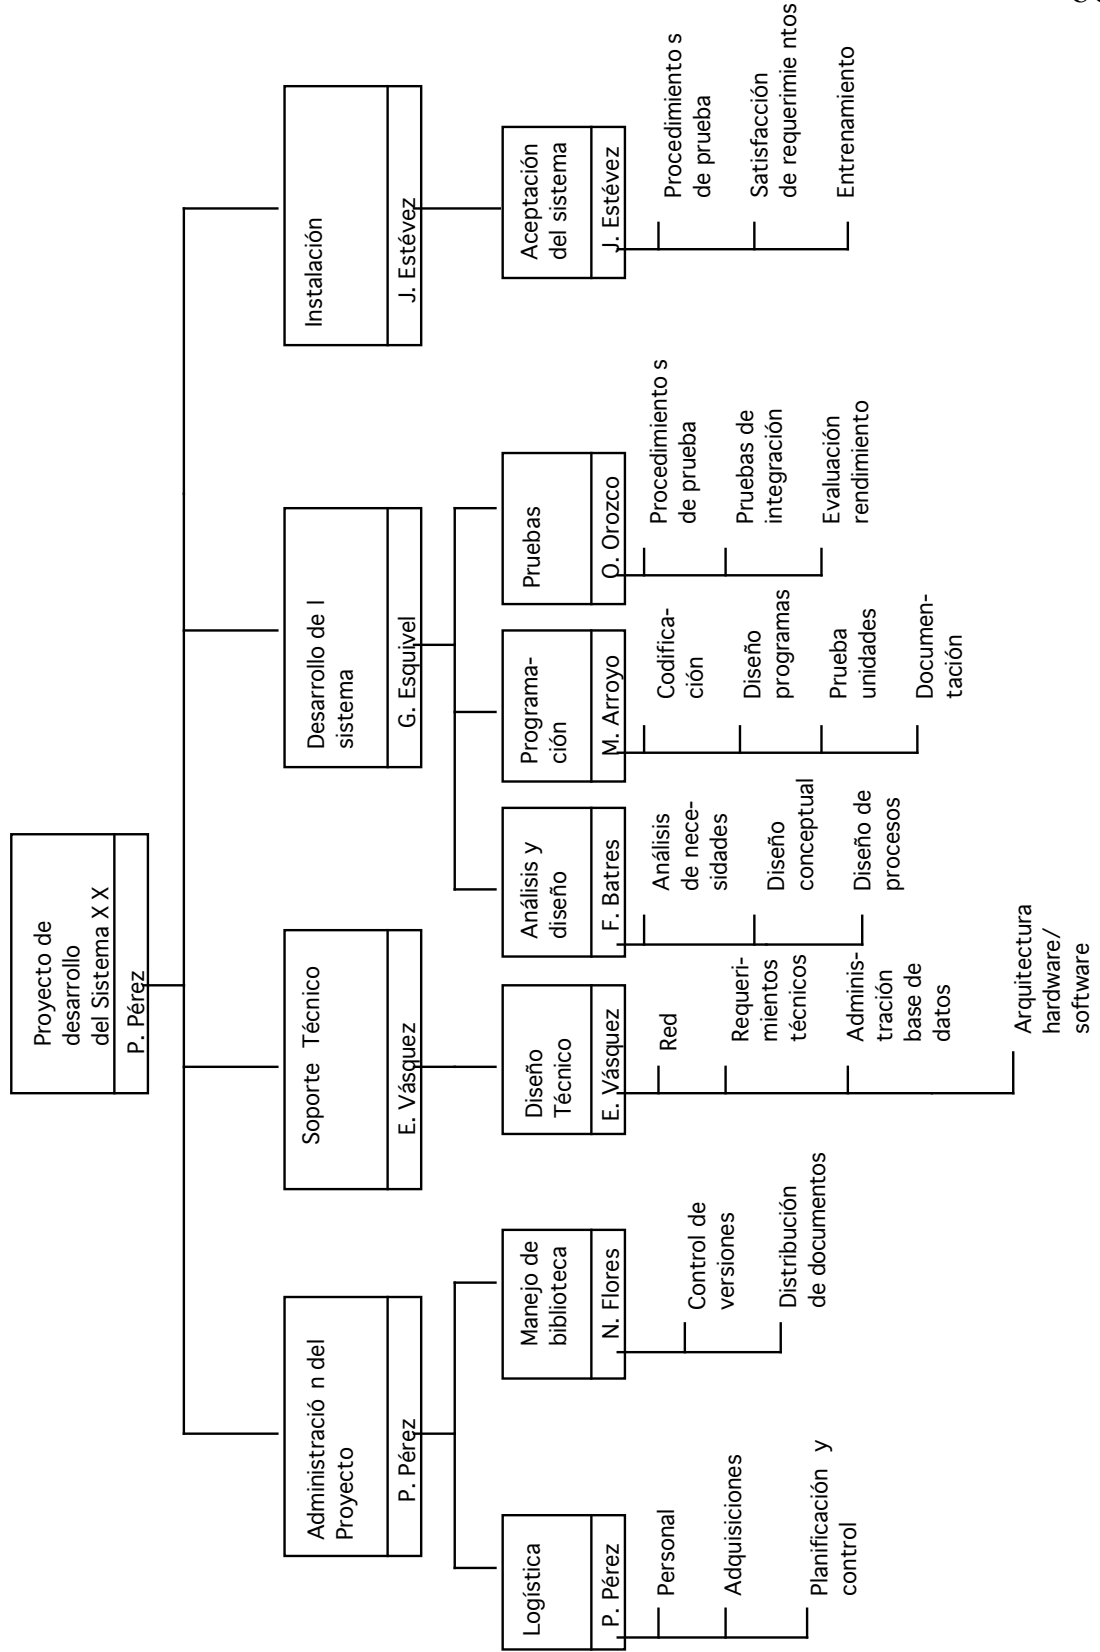 Proyecto de
desarrollo
del Sistema X X
P. Pérez
Administració n del
Proyecto
P. Pérez
Soporte Técnico
E. Vásquez
Desarrollo de l
sistema
G. Esquivel
Instalación
J. Estévez
Logística
P. Pérez
Personal
Adquisiciones
Planificación y
control
Manejo de
biblioteca
N. Flores
Control de
versiones
Distribución
de documentos
Diseño
Técnico
E. Vásquez
Red
Requeri-
mientos
técnicos
Adminis-
tración
base de
datos
Arquitectura
hardware/
software
Análisis y
diseño
F. Batres
Análisis
de nece-
sidades
Diseño
conceptual
Diseño de
procesos
Programa-
ción
M. Arroyo
Codifica-
ción
Diseño
programas
Prueba
unidades
Documen-
tación
Pruebas
O. Orozco
Procedimiento s
de prueba
Pruebas de
integración
Evaluación
rendimiento
Aceptación
del sistema
J. Estévez
Procedimiento s
de prueba
Satisfacción
de requerimie ntos
Entrenamiento